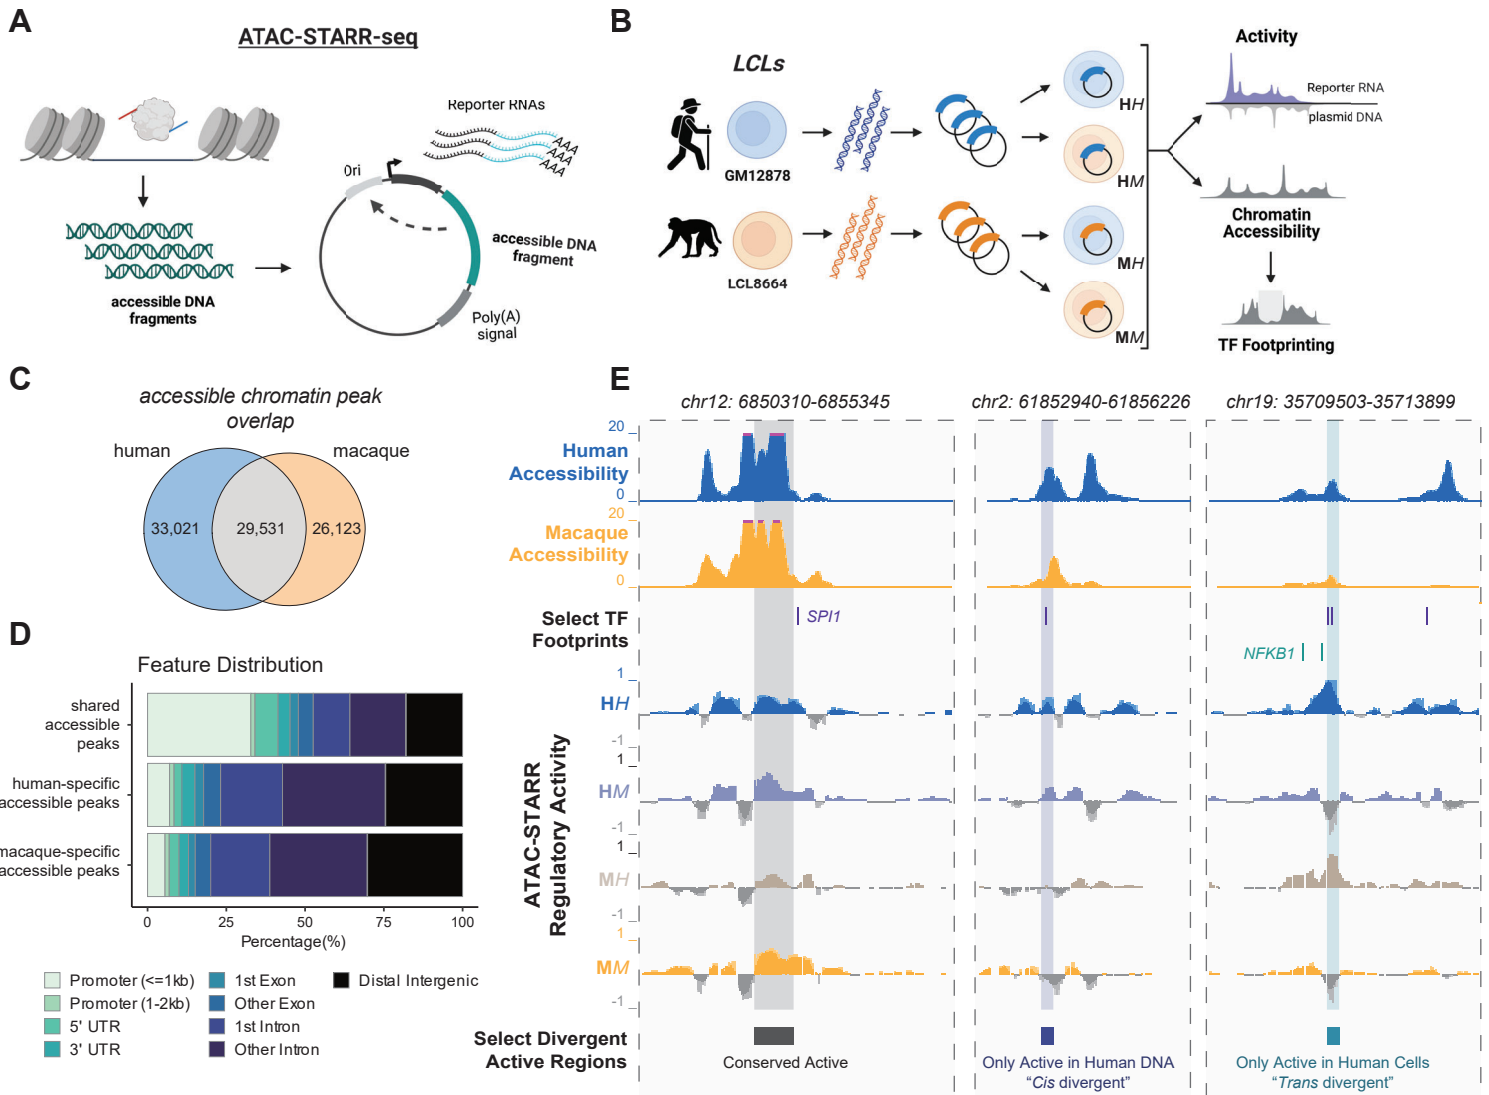 A
ATAC-STARR-seq
Reporter RNAs
AAA
AAA
AAA
Ori
accessible DNA
fragment
accessible DNA
fragments
Poly(A)
signal
B
LCLs
GM12878
LCL8664
HH
HM
MH
MM
Activity
Reporter RNA
plasmid DNA
Chromatin
Accessibility
TF Footprinting
C
accessible chromatin peak
overlap
human
macaque
33,021
29,531
26,123
D
Feature Distribution
shared
accessible
peaks
human-specific
accessible peaks
macaque-specific
accessible peaks
0
25
50
75
100
Percentage(%)
Promoter (<=1kb)
Promoter (1-2kb)
5' UTR
3' UTR
1st Exon
Other Exon
1st Intron
Other Intron
Distal Intergenic
E
chr12: 6850310-6855345
chr2: 61852940-61856226
chr19: 35709503-35713899
20
Human
Accessibility
0
20
Macaque
Accessibility
0
Select TF
Footprints
SPI1
NFKB1
ATAC-STARR
Regulatory Activity
1
HH
-1
1
HM
-1
1
MH
-1
1
MM
-1
Select Divergent
Active Regions
Conserved Active
Only Active in Human DNA
“Cis divergent”
Only Active in Human Cells
“Trans divergent”